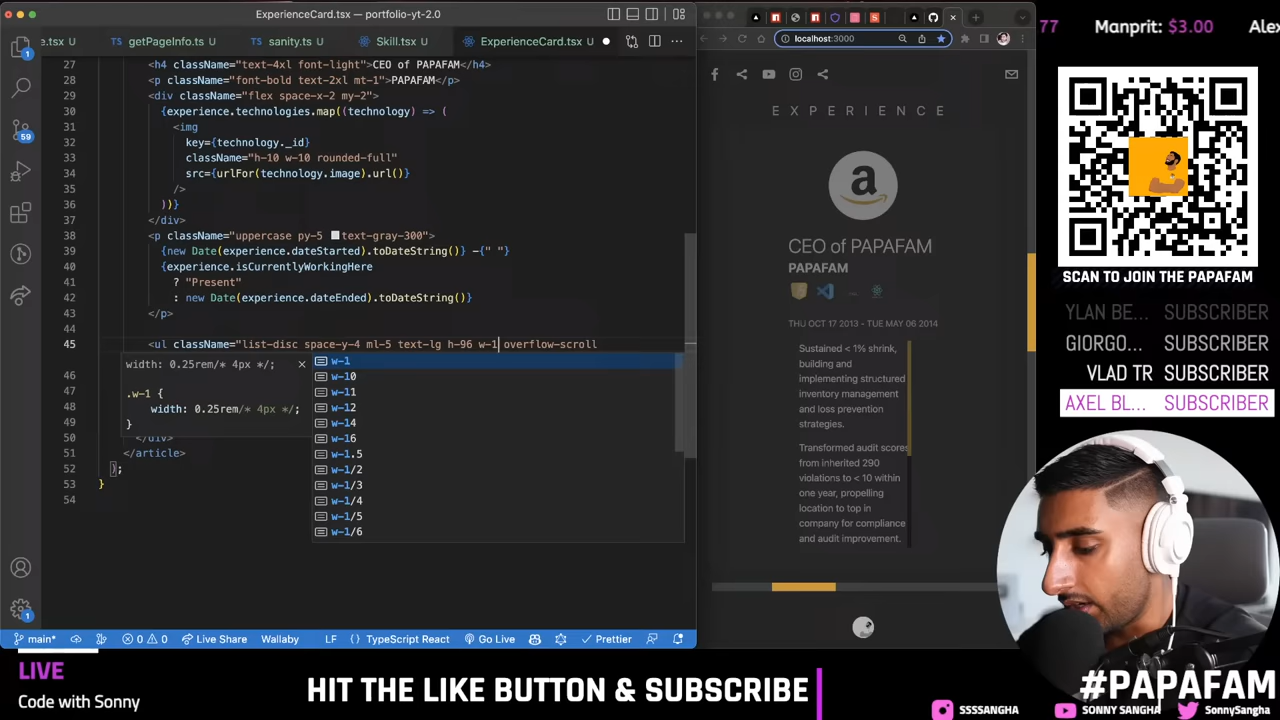 ExperienceCard.tsx — portfolio-yt-2.0
e.tsx U
getPageInfo.ts U
sanity.ts U
Skill.tsx U
ExperienceCard.tsx U
27 <h4 className="text-4xl font-light">CEO of PAPAFAM</h4>
28 <p className="font-bold text-2xl mt-1">PAPAFAM</p>
29 <div className="flex space-x-2 my-2">
30 {experience.technologies.map((technology) => (
31 <img
32 key={technology._id}
33 className="h-10 w-10 rounded-full"
34 src={urlFor(technology.image).url()}
35 />
36 ))}
37 </div>
38 <p className="uppercase py-5 text-gray-300">
39 {new Date(experience.dateStarted).toDateString()} -{" "}
40 {experience.isCurrentlyWorkingHere
41 ? "Present"
42 : new Date(experience.dateEnded).toDateString()}
43 </p>
44
45 <ul className="list-disc space-y-4 ml-5 text-lg h-96 w-1 overflow-scroll
width: 0.25rem/* 4px */;
.w-1 {
width: 0.25rem/* 4px */;
}
w-1
w-10
w-11
w-12
w-14
w-16
w-1.5
w-1/2
w-1/3
w-1/4
w-1/5
w-1/6
46
47
48
49
50 </div>
51 </article>
52 );
53 }
54
1
59
1
main*
0 0
Live Share
Wallaby
LF
TypeScript React
Go Live
Prettier
localhost:3000
EXPERIENCE
a
CEO of PAPAFAM
PAPAFAM
THU OCT 17 2013 - TUE MAY 06 2014
Sustained < 1% shrink,
building and
implementing structured
inventory management
and loss prevention
strategies.
Transformed audit scores
from inherited 290
violations to < 10 within
one year, propelling
location to top in
company for compliance
and audit improvement.
77 Manprit: $3.00 Alex
SCAN TO JOIN THE PAPAFAM
YLAN BE... SUBSCRIBER
GIORGO... SUBSCRIBER
VLAD TR SUBSCRIBER
AXEL BL... SUBSCRIBER
LIVE
Code with Sonny
HIT THE LIKE BUTTON & SUBSCRIBE
#PAPAFAM
SSSSANGHA
SONNY SANGHA
SonnySangha